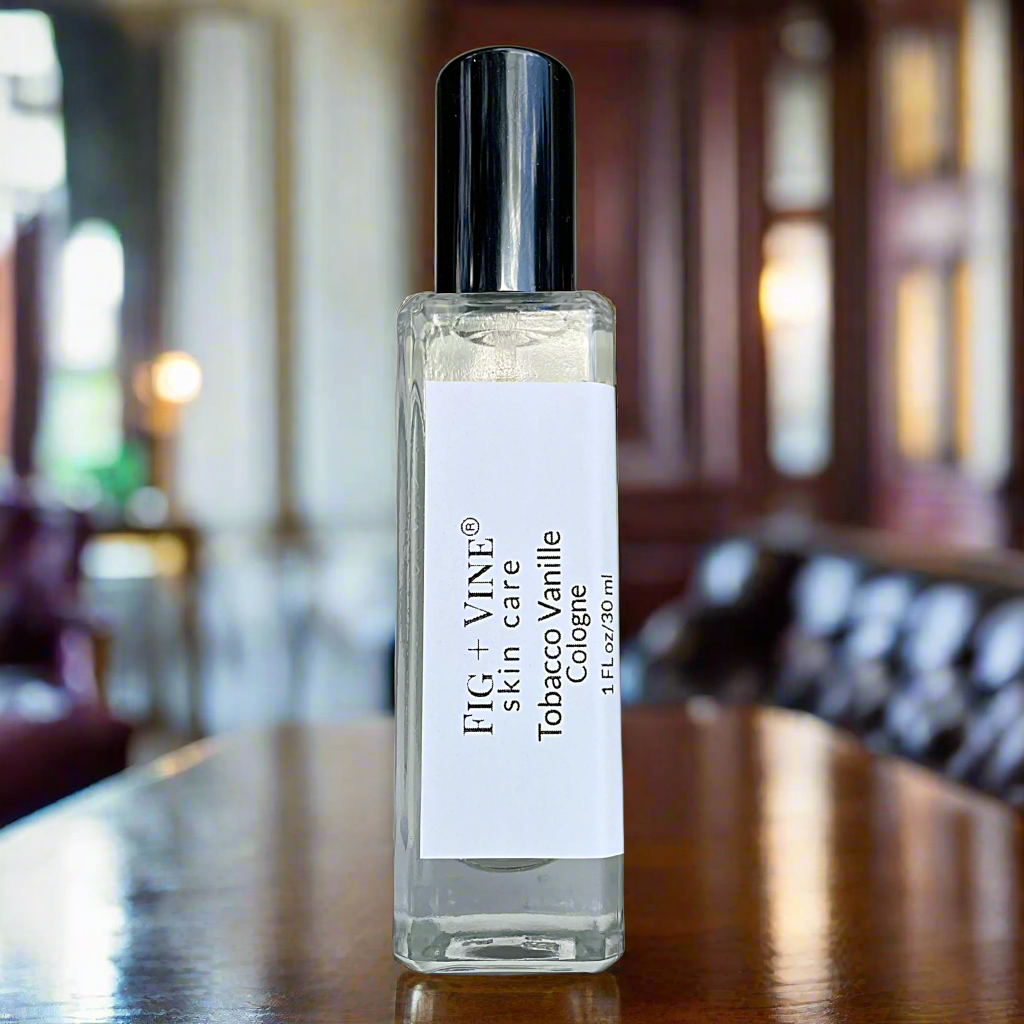 FIG + VINE®
skin care
Tobacco Vanille
Cologne
1 FL oz/30 ml